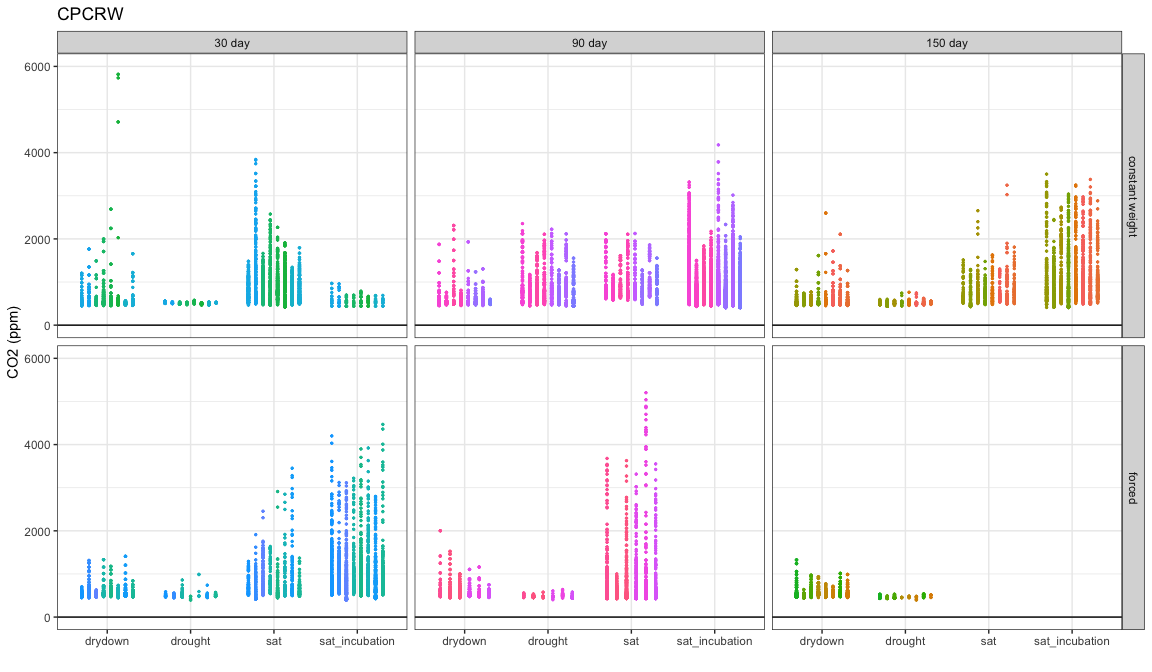 CPCRW
30 day
90 day
150 day
6000
4000
2000
0
constant weight
CO2 (ppm)
6000
4000
2000
0
forced
drydown
drought
sat
sat_incubation
drydown
drought
sat
sat_incubation
drydown
drought
sat
sat_incubation